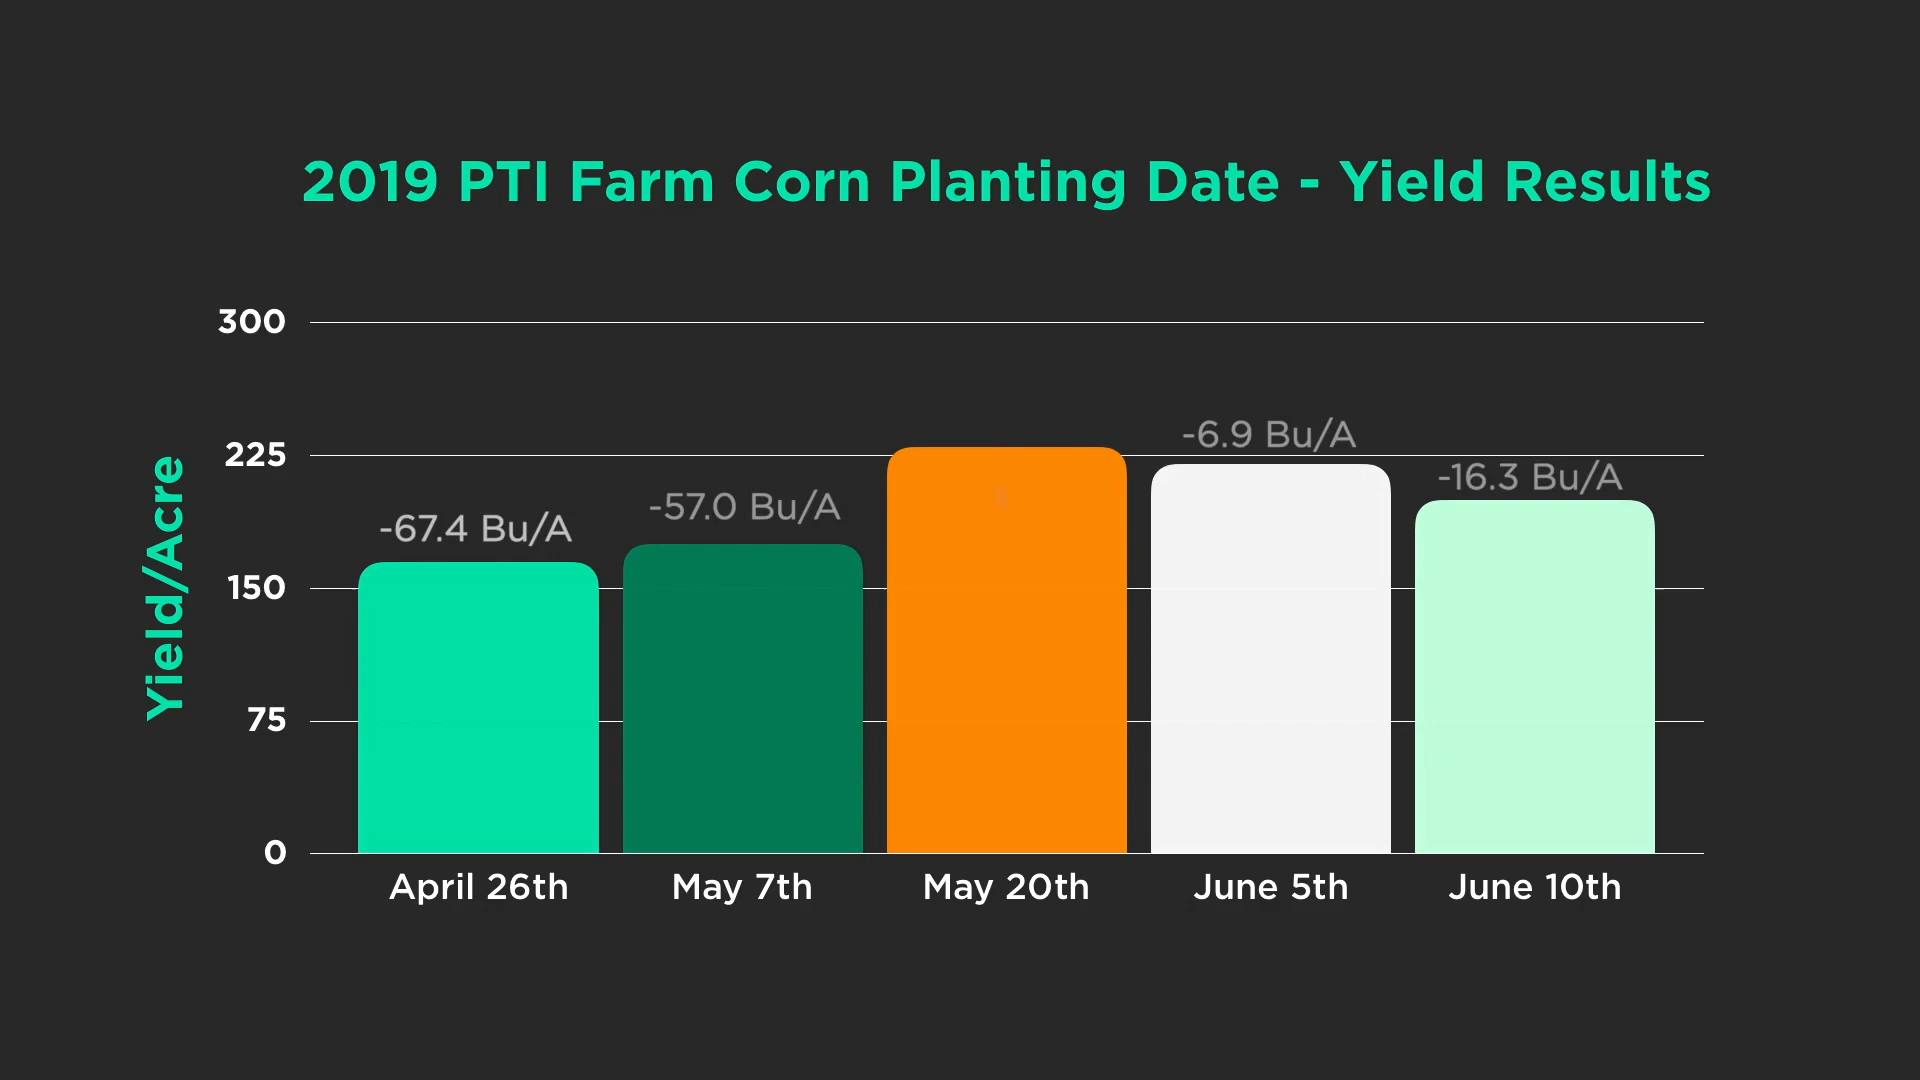 2019 PTI Farm Corn Planting Date - Yield Results
Yield/Acre
300
225
150
75
0
-67.4 Bu/A
-57.0 Bu/A
-6.9 Bu/A
-16.3 Bu/A
April 26th
May 7th
May 20th
June 5th
June 10th